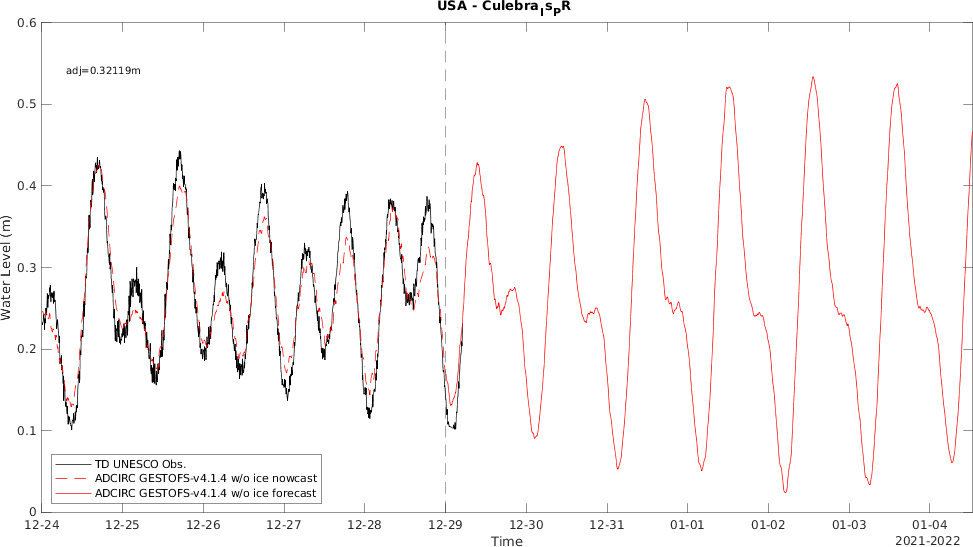 USA - Culebra_Is_PR
adj=0.32119m
Water Level (m)
0.6
0.5
0.4
0.3
0.2
0.1
0
TD UNESCO Obs.
ADCIRC GESTOFS-v4.1.4 w/o ice nowcast
ADCIRC GESTOFS-v4.1.4 w/o ice forecast
12-24 12-25 12-26 12-27 12-28 12-29 12-30 12-31 01-01 01-02 01-03 01-04
Time
2021-2022